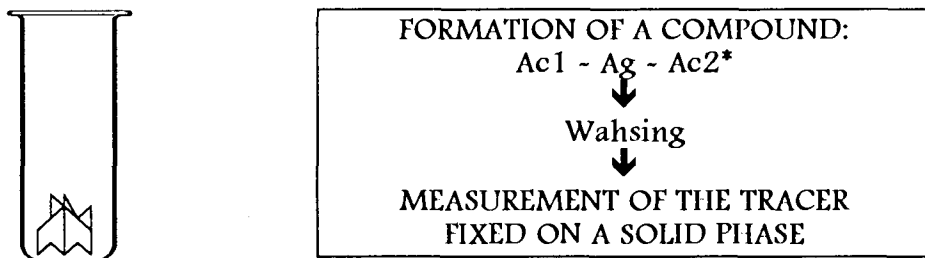 FORMATION OF A COMPOUND:
Ac1 - Ag - Ac2*
Wahsing
MEASUREMENT OF THE TRACER
FIXED ON A SOLID PHASE